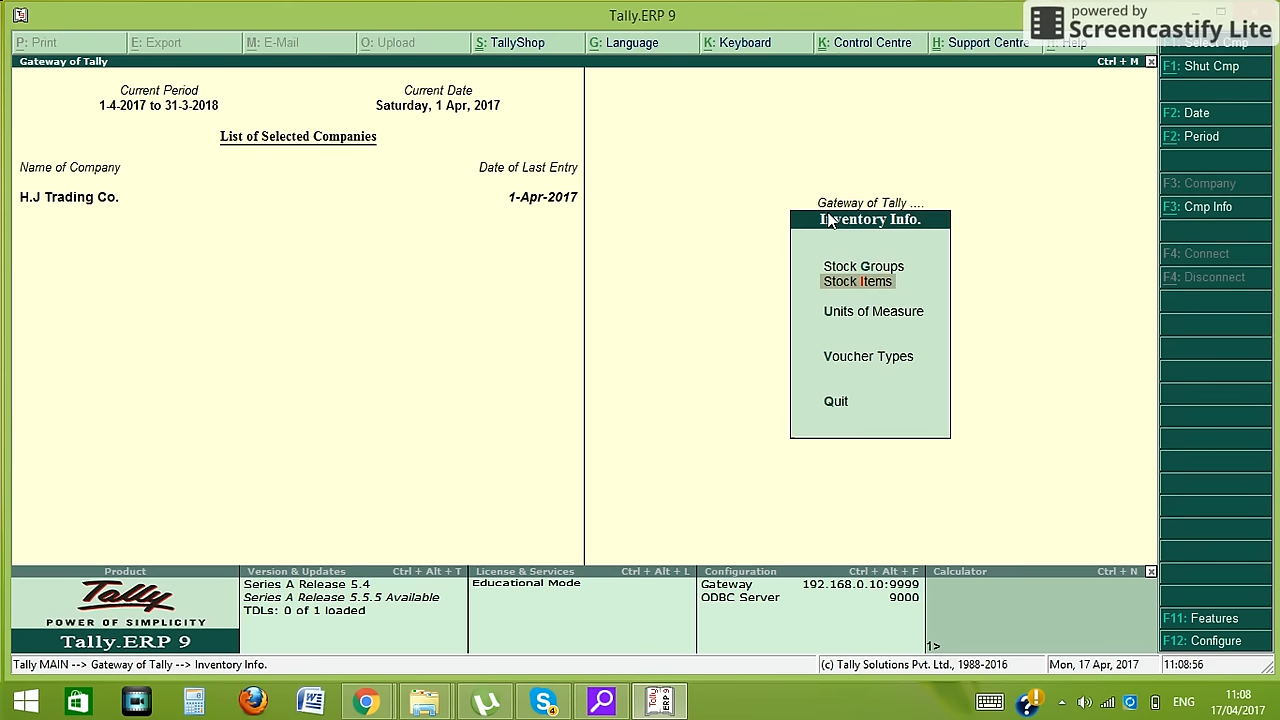 Tally.ERP 9
powered by
Screencastify Lite
P: Print
E: Export
M: E-Mail
O: Upload
S: TallyShop
G: Language
K: Keyboard
K: Control Centre
H: Support Centre
H: Help
F1: Select Cmp
Gateway of Tally
Ctrl + M
F1: Shut Cmp
Current Period
1-4-2017 to 31-3-2018
Current Date
Saturday, 1 Apr, 2017
List of Selected Companies
Name of Company
Date of Last Entry
H.J Trading Co.
1-Apr-2017
Gateway of Tally ....
Inventory Info.
Stock Groups
Stock Items
Units of Measure
Voucher Types
Quit
F2: Date
F2: Period
F3: Company
F3: Cmp Info
F4: Connect
F4: Disconnect
F11: Features
F12: Configure
Product
Tally
POWER OF SIMPLICITY
Tally.ERP 9
Version & Updates
Ctrl + Alt + T
Series A Release 5.4
Series A Release 5.5.5 Available
TDLs: 0 of 1 loaded
License & Services
Ctrl + Alt + L
Educational Mode
Configuration
Ctrl + Alt + F
Gateway
192.168.0.10:9999
ODBC Server
9000
Calculator
Ctrl + N
1>
Tally MAIN --> Gateway of Tally --> Inventory Info.
(c) Tally Solutions Pvt. Ltd., 1988-2016
Mon, 17 Apr, 2017
11:08:56
ENG
11:08
17/04/2017